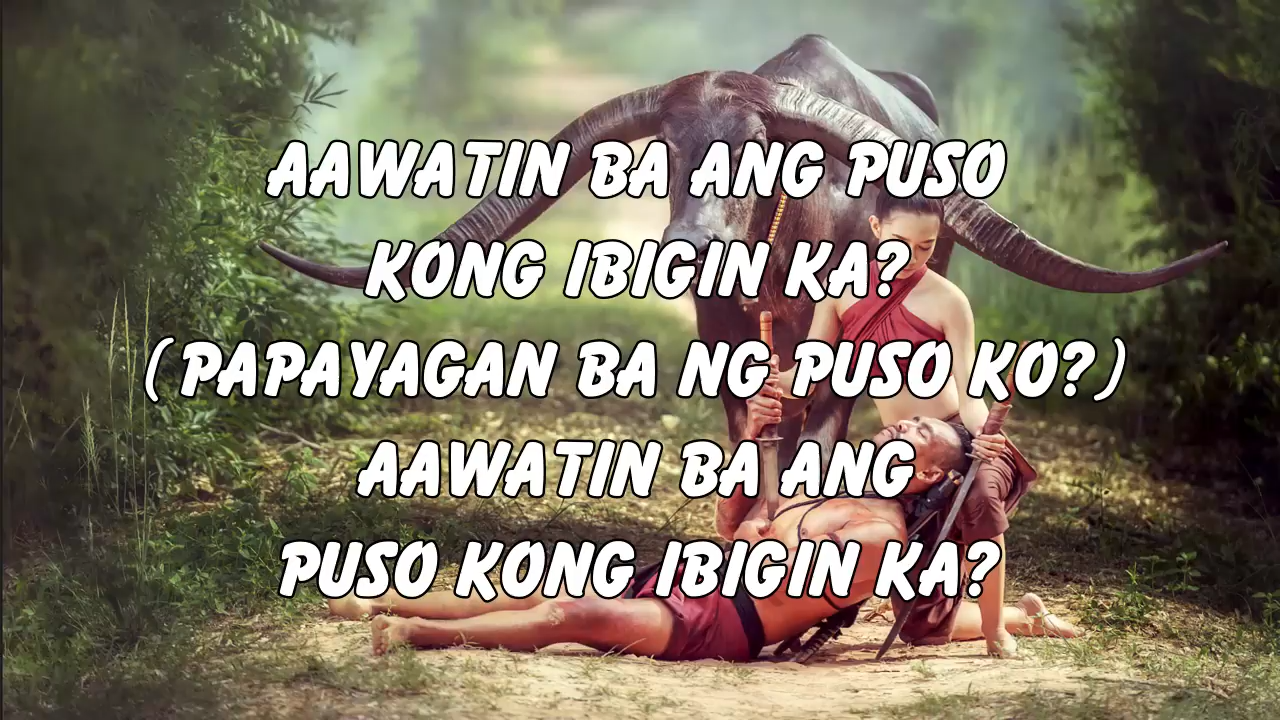 AAWATIN BA ANG PUSO
KONG IBIGIN KA?
(PAPAYAGAN BA NG PUSO KO?)
AAWATIN BA ANG
PUSO KONG IBIGIN KA?